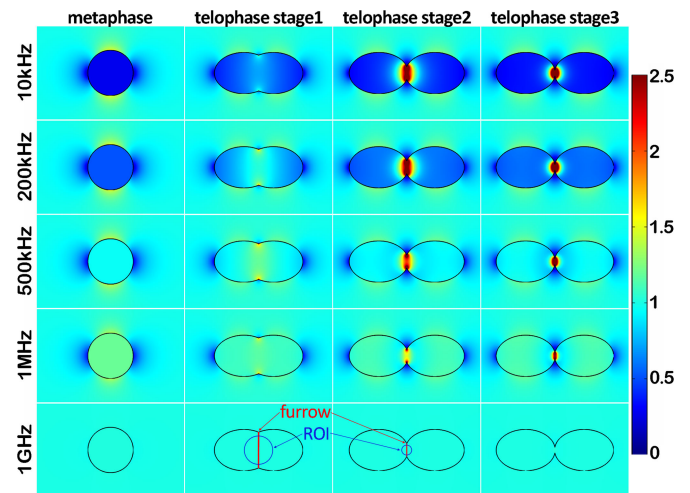 metaphase telophase stage1 telophase stage2 telophase stage3
10kHz
200kHz
500kHz
1MHz
1GHz
furrow
ROI
2.5
2
1.5
1
0.5
0